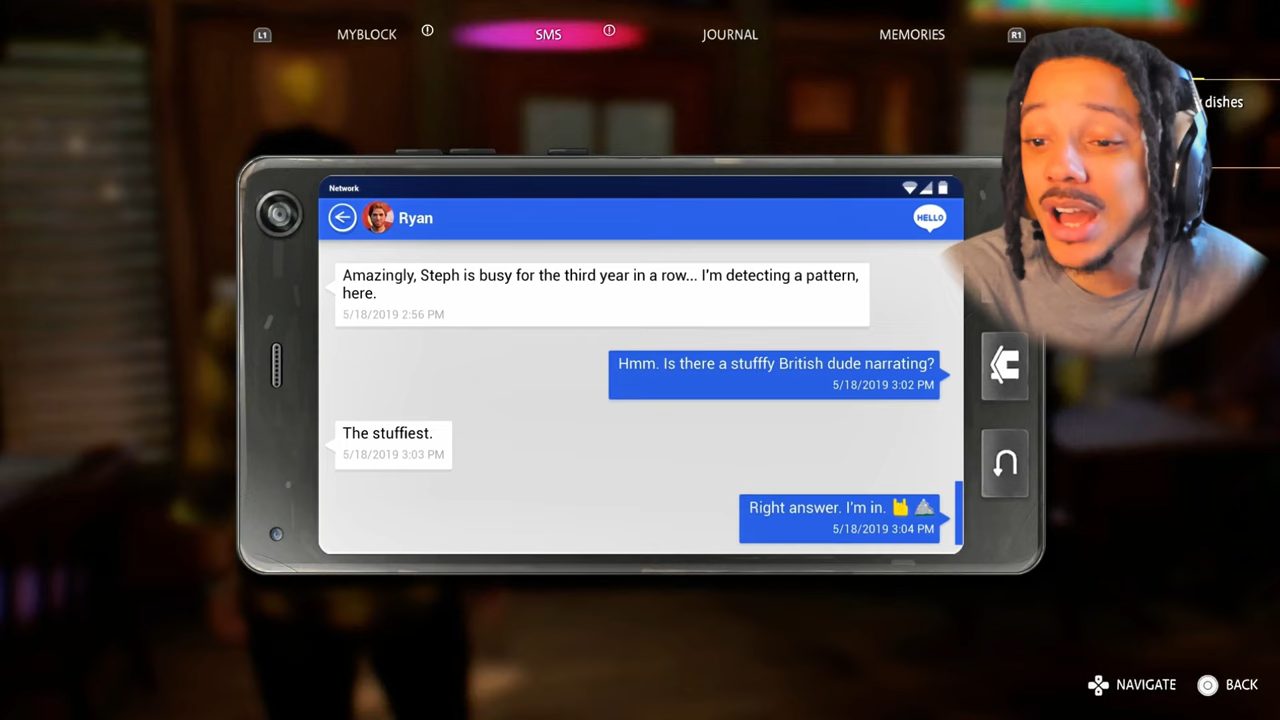 L1 MYBLOCK SMS JOURNAL MEMORIES R1
dishes
Network
Ryan
HELLO
Amazingly, Steph is busy for the third year in a row... I'm detecting a pattern,
here.
5/18/2019 2:56 PM
Hmm. Is there a stufffy British dude narrating?
5/18/2019 3:02 PM
The stuffiest.
5/18/2019 3:03 PM
Right answer. I'm in. 🤘 ⛰️
5/18/2019 3:04 PM
NAVIGATE BACK